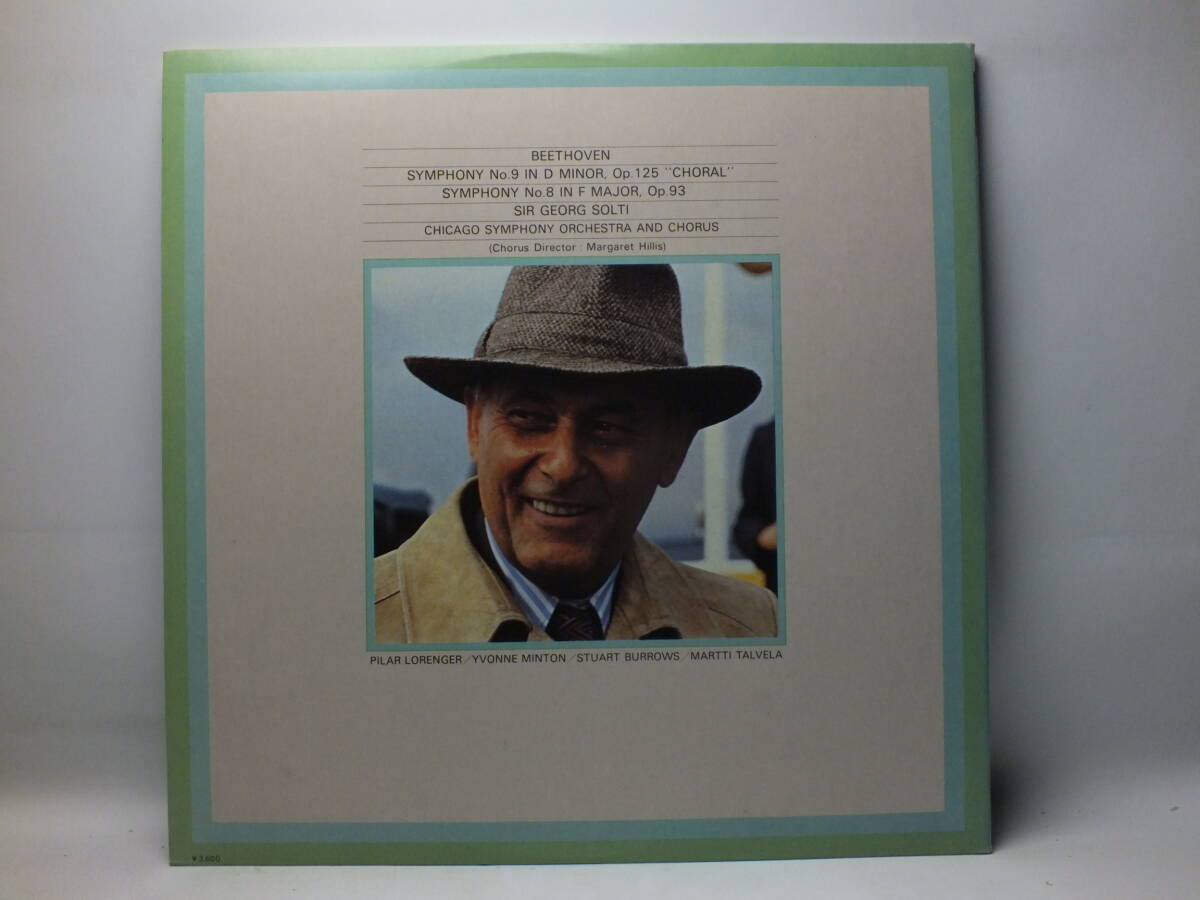 BEETHOVEN
SYMPHONY No.9 IN D MINOR, Op.125 "CHORAL"
SYMPHONY No.8 IN F MAJOR, Op.93
SIR GEORG SOLTI
CHICAGO SYMPHONY ORCHESTRA AND CHORUS
(Chorus Director : Margaret Hillis)
PILAR LORENGER／YVONNE MINTON／STUART BURROWS／MARTTI TALVELA
¥3,600